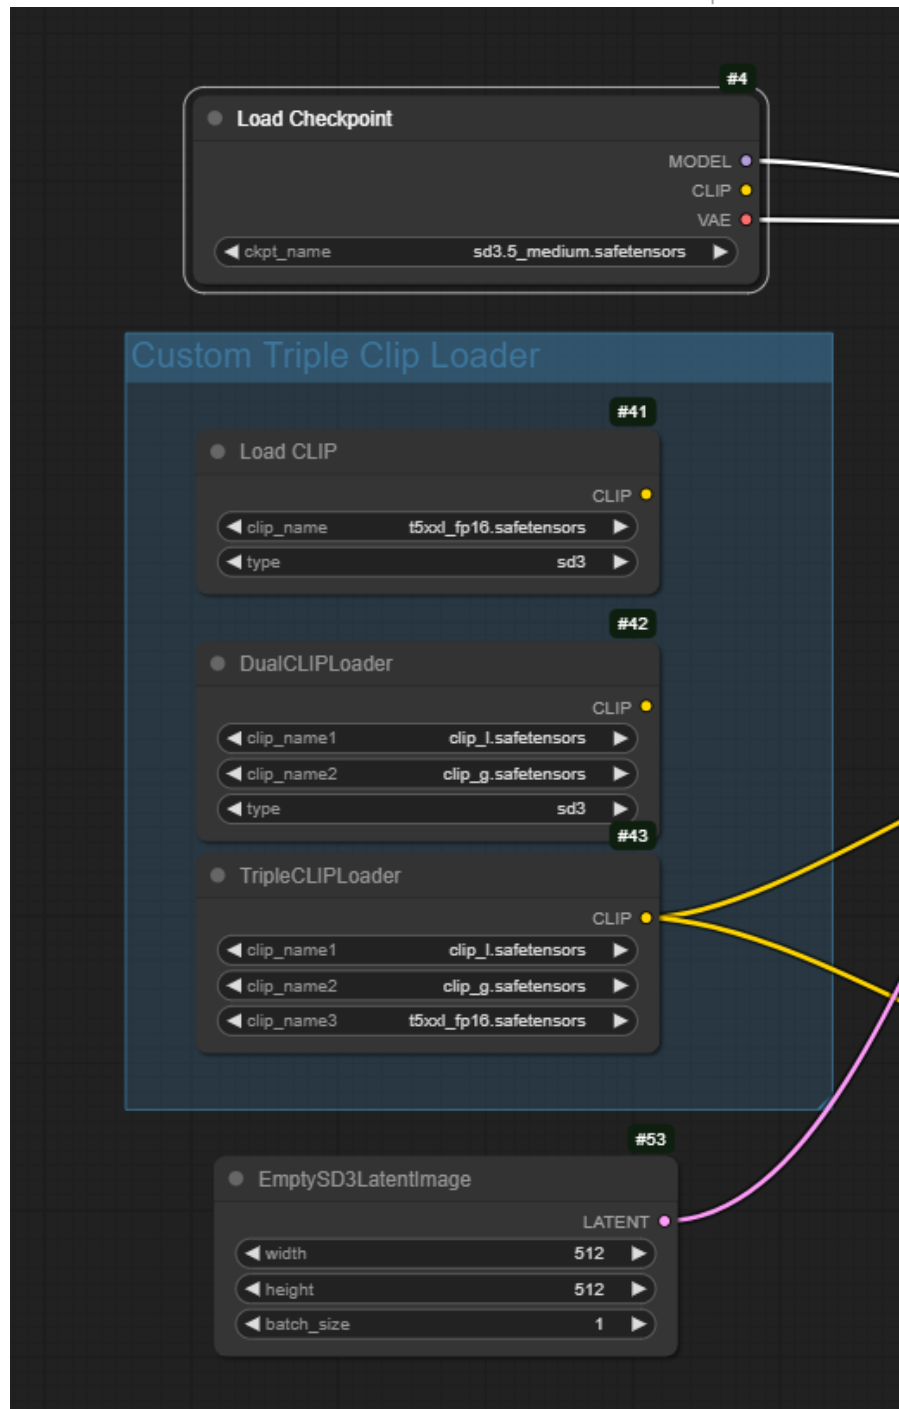 #4
Load Checkpoint
MODEL
CLIP
VAE
ckpt_name sd3.5_medium.safetensors
Custom Triple Clip Loader
#41
Load CLIP
CLIP
clip_name t5xxl_fp16.safetensors
type sd3
#42
DualCLIPLoader
CLIP
clip_name1 clip_l.safetensors
clip_name2 clip_g.safetensors
type sd3
#43
TripleCLIPLoader
CLIP
clip_name1 clip_l.safetensors
clip_name2 clip_g.safetensors
clip_name3 t5xxl_fp16.safetensors
#53
EmptySD3LatentImage
LATENT
width 512
height 512
batch_size 1